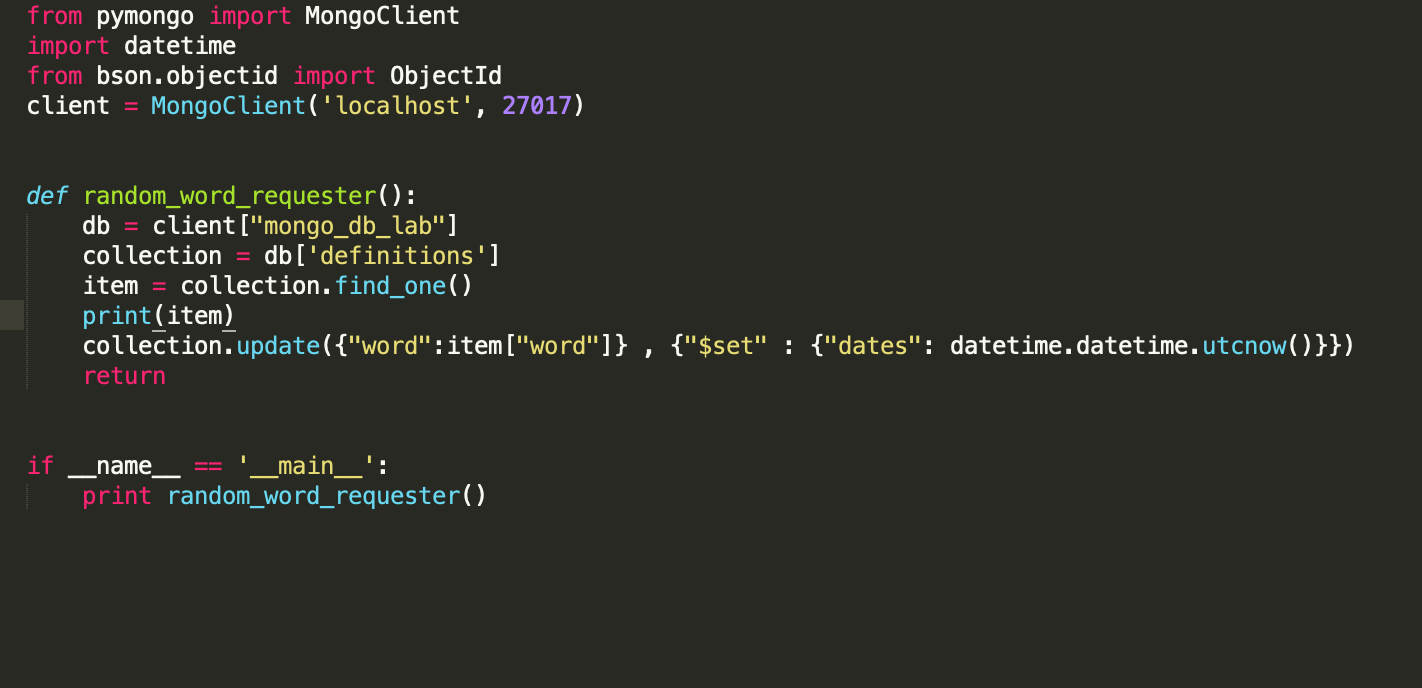 from pymongo import MongoClient
import datetime
from bson.objectid import ObjectId
client = MongoClient('localhost', 27017)
def random_word_requester():
    db = client["mongo_db_lab"]
    collection = db['definitions']
    item = collection.find_one()
    print(item)
    collection.update({"word":item["word"]} , {"$set" : {"dates": datetime.datetime.utcnow()}})
    return
if __name__ == '__main__':
    print random_word_requester()